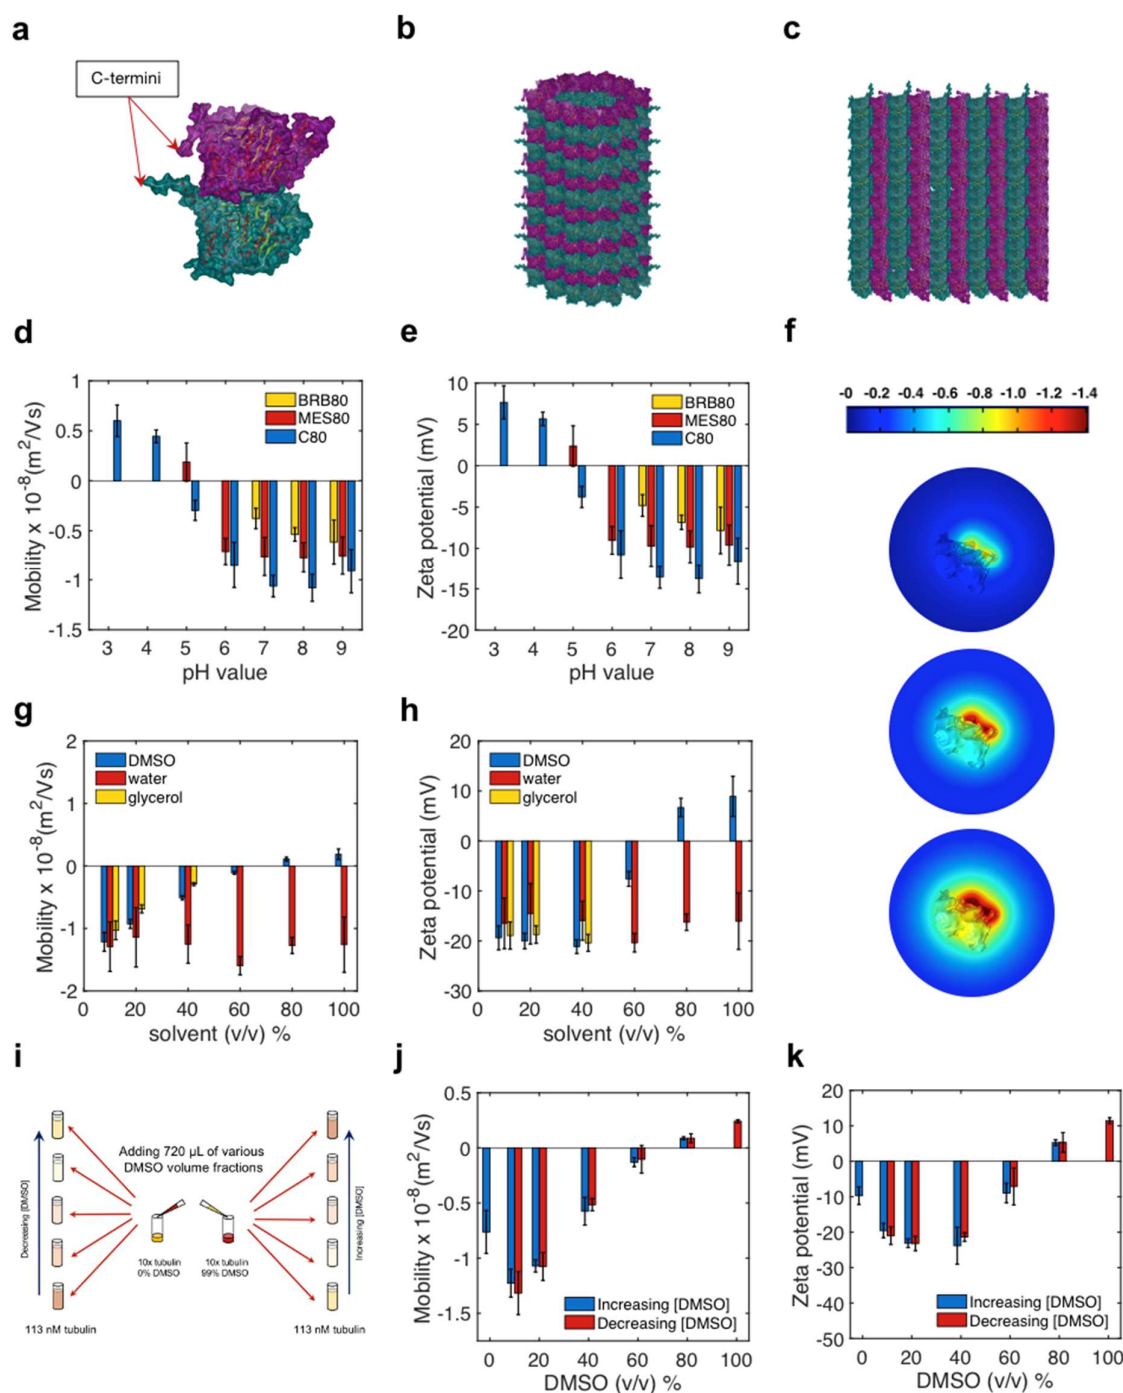 a
b
c
C-termini
d
e
f
1
0.5
0
-0.5
-1
-1.5
Mobility x 10-8(m2/Vs)
BRB80
MES80
C80
3 4 5 6 7 8 9
pH value
10
5
0
-5
-10
-15
-20
Zeta potential (mV)
BRB80
MES80
C80
3 4 5 6 7 8 9
pH value
-0 -0.2 -0.4 -0.6 -0.8 -1.0 -1.2 -1.4
g
h
2
1
0
-1
-2
Mobility x 10-8(m2/Vs)
DMSO
water
glycerol
0 20 40 60 80 100
solvent (v/v) %
20
10
0
-10
-20
-30
Zeta potential (mV)
DMSO
water
glycerol
0 20 40 60 80 100
solvent (v/v) %
i
j
k
Decreasing [DMSO]
Adding 720 µL of various
DMSO volume fractions
10x tubulin
0% DMSO
10x tubulin
99% DMSO
Increasing [DMSO]
113 nM tubulin
113 nM tubulin
0.5
0
-0.5
-1
-1.5
Mobility x 10-8(m2/Vs)
Increasing [DMSO]
Decreasing [DMSO]
0 20 40 60 80 100
DMSO (v/v) %
20
10
0
-10
-20
-30
-40
-50
Zeta potential (mV)
Increasing [DMSO]
Decreasing [DMSO]
0 20 40 60 80 100
DMSO (v/v) %